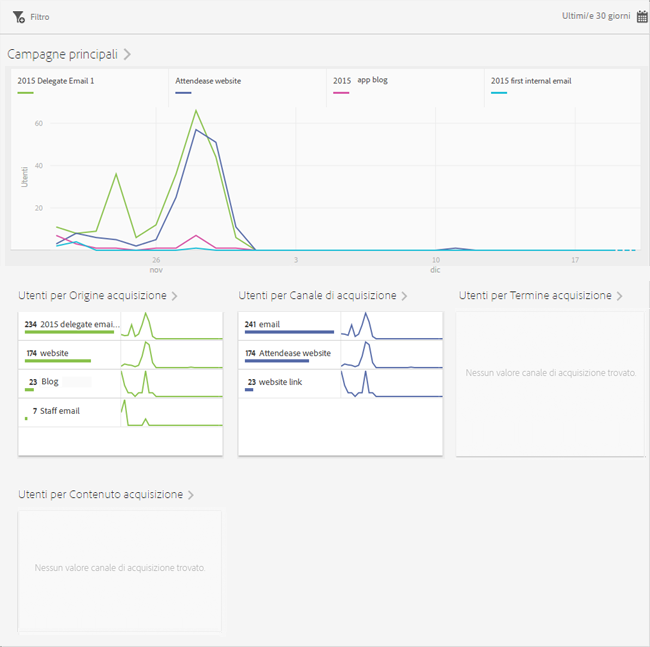 Filtro
Ultimi/e 30 giorni
Campagne principali
2015 Delegate Email 1
Attendease website
2015 app blog
2015 first internal email
60
40
20
Utenti
26
3
10
17
nov
dic
Utenti per Origine acquisizione
Utenti per Canale di acquisizione
Utenti per Termine acquisizione
234 2015 delegate emai...
174 website
23 Blog
7 Staff email
241 email
174 Attendease website
23 website link
Nessun valore canale di acquisizione trovato.
Utenti per Contenuto acquisizione
Nessun valore canale di acquisizione trovato.